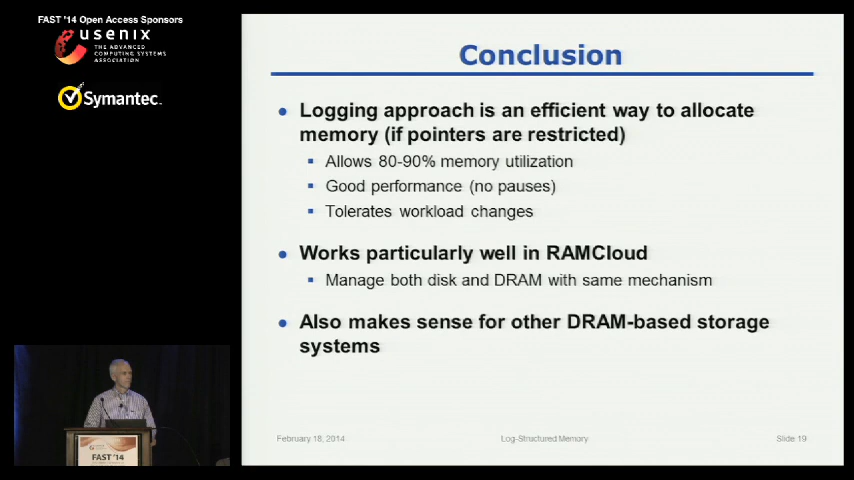 FAST '14 Open Access Sponsors
usenix
THE ADVANCED
COMPUTING SYSTEMS
ASSOCIATION
Symantec.
Conclusion
• Logging approach is an efficient way to allocate
memory (if pointers are restricted)
▪ Allows 80-90% memory utilization
▪ Good performance (no pauses)
▪ Tolerates workload changes
• Works particularly well in RAMCloud
▪ Manage both disk and DRAM with same mechanism
• Also makes sense for other DRAM-based storage
systems
February 18, 2014
Log-Structured Memory
Slide 19
FAST '14